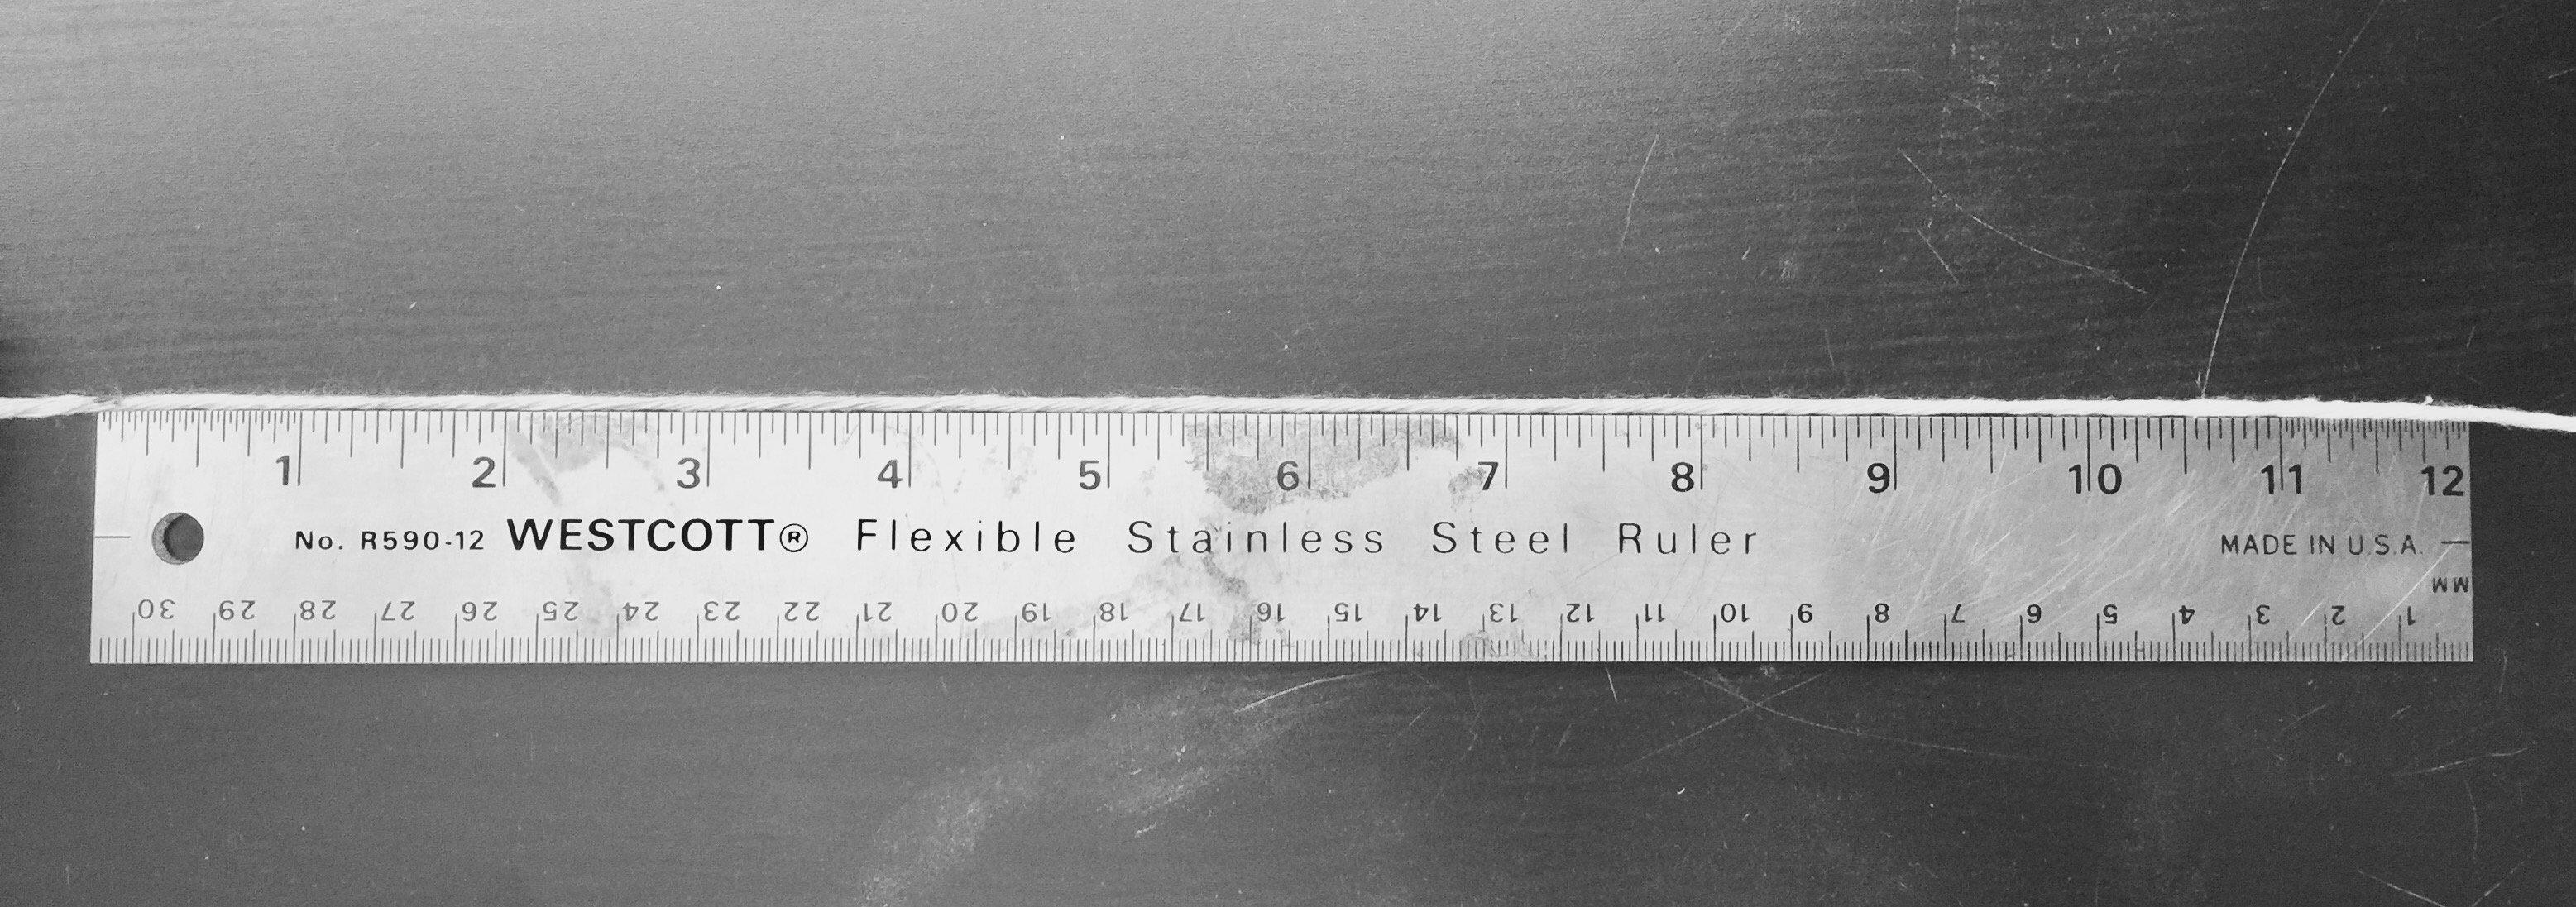 1 2 3 4 5 6 7 8 9 10 11 12
No. R590-12 WESTCOTT® Flexible Stainless Steel Ruler MADE IN U.S.A.
MM
30 29 28 27 26 25 24 23 22 21 20 19 18 17 16 15 14 13 12 11 10 9 8 7 6 5 4 3 2 1